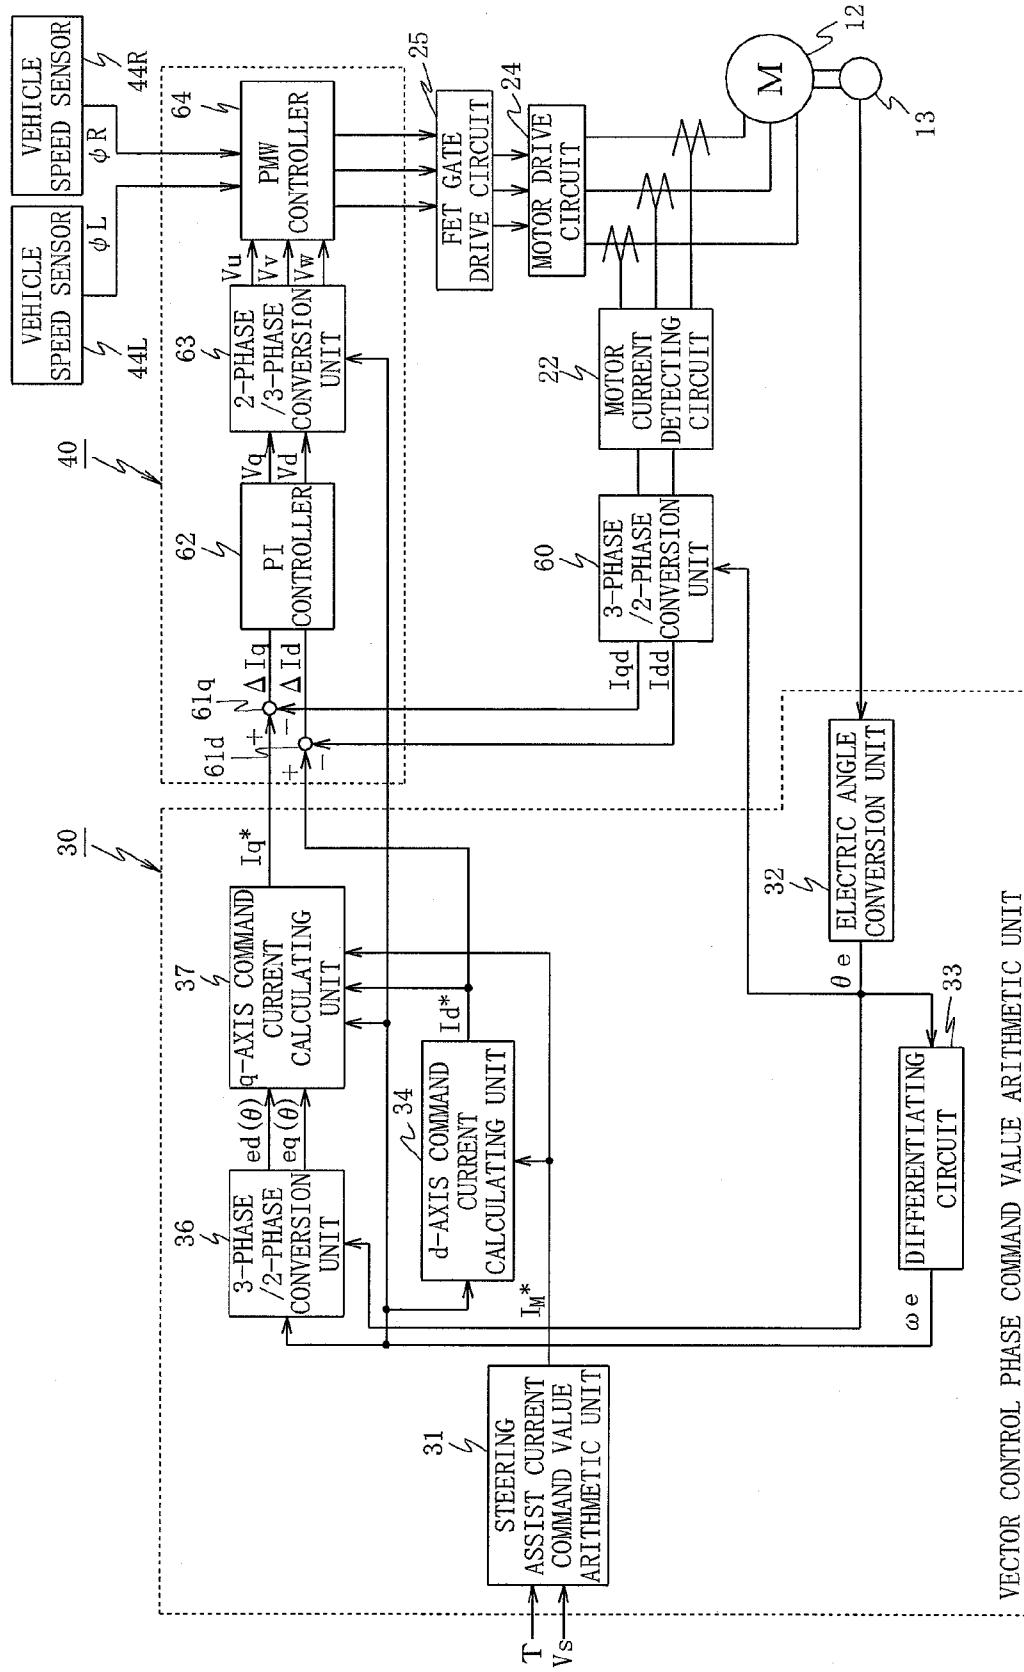 VEHICLE
SPEED SENSOR
44L
φL
VEHICLE
SPEED SENSOR
44R
φR
30
40
36
3-PHASE
/2-PHASE
CONVERSION
UNIT
ed(θ)
eq(θ)
37
q-AXIS COMMAND
CURRENT
CALCULATING
UNIT
Iq*
61q
61d
+
-
+
-
ΔIq
ΔId
62
PI
CONTROLLER
Vq
Vd
63
2-PHASE
/3-PHASE
CONVERSION
UNIT
Vu
Vv
Vw
64
PMW
CONTROLLER
34
d-AXIS COMMAND
CURRENT
CALCULATING UNIT
Id*
25
FET GATE
DRIVE CIRCUIT
24
MOTOR DRIVE
CIRCUIT
T
Vs
31
STEERING
ASSIST CURRENT
COMMAND VALUE
ARITHMETIC UNIT
IM*
Iqd
Idd
60
3-PHASE
/2-PHASE
CONVERSION
UNIT
22
MOTOR
CURRENT
DETECTING
CIRCUIT
M
12
13
32
ELECTRIC ANGLE
CONVERSION UNIT
θe
33
DIFFERENTIATING
CIRCUIT
ωe
VECTOR CONTROL PHASE COMMAND VALUE ARITHMETIC UNIT